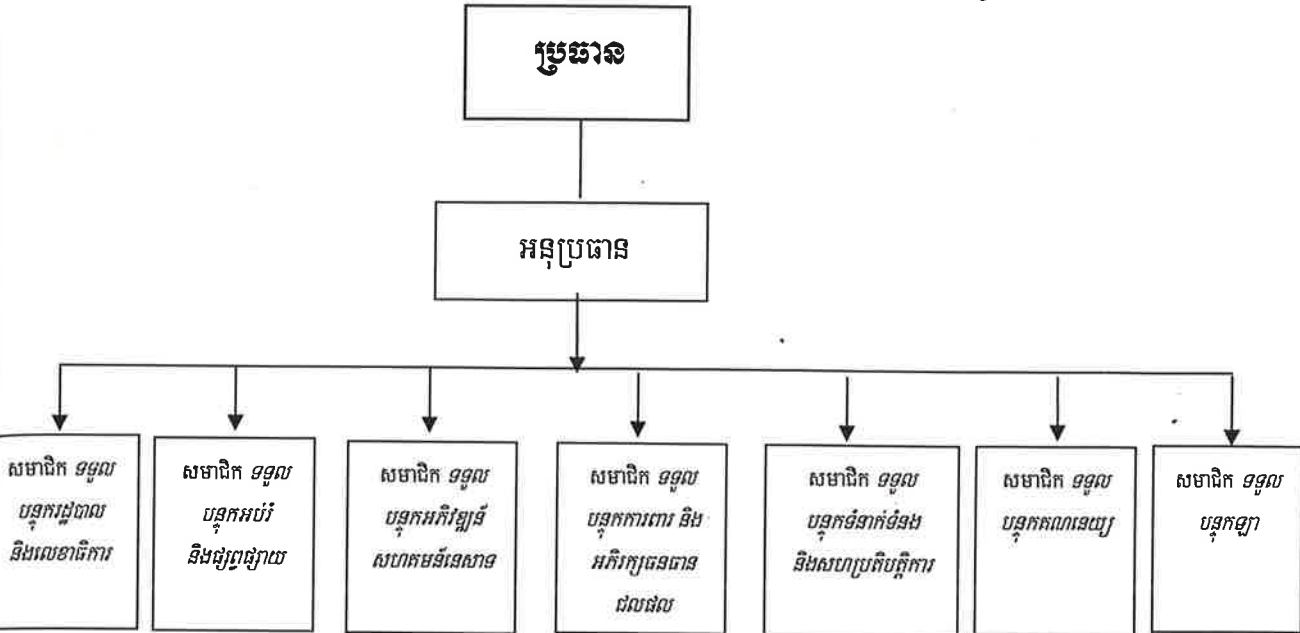 ប្រធាន
អនុប្រធាន
សមាជិក ទទួល
បន្ទុករដ្ឋបាល
និងលេខាធិការ
សមាជិក ទទួល
បន្ទុកអប់រំ
និងផ្សព្វផ្សាយ
សមាជិក ទទួល
បន្ទុកអភិវឌ្ឍន៍
សហគមន៍នេសាទ
សមាជិក ទទួល
បន្ទុកការពារ និង
អភិរក្សធនធាន
ជលផល
សមាជិក ទទួល
បន្ទុកទំនាក់ទំនង
និងសហប្រតិបត្តិការ
សមាជិក ទទួល
បន្ទុកគណនេយ្យ
សមាជិក ទទួល
បន្ទុកឡា